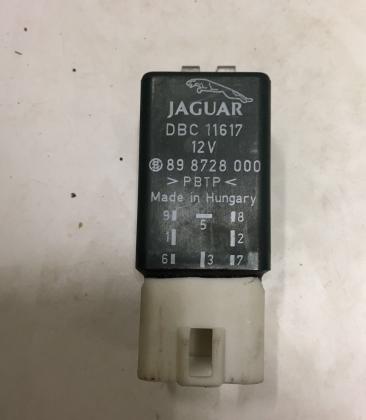 JAGUAR
DBC 11617
12V
89 8728 000
>PBTP<
Made in Hungary
9 5 8
1 2
6 3 7